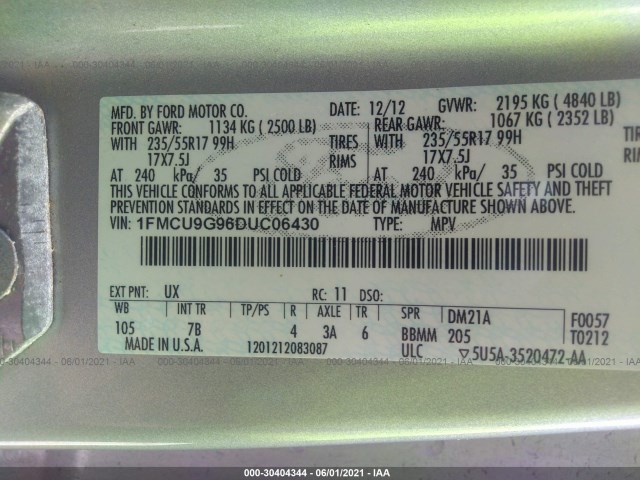 MFD. BY FORD MOTOR CO. DATE: 12/12 GVWR: 2195 KG ( 4840 LB)
FRONT GAWR: 1134 KG ( 2500 LB) REAR GAWR: 1067 KG ( 2352 LB)
WITH 235/55R17 99H TIRES WITH 235/55R17 99H TIRES
17X7.5J RIMS 17X7.5J RIMS
AT 240 kPa/ 35 PSI COLD AT 240 kPa/ 35 PSI COLD
THIS VEHICLE CONFORMS TO ALL APPLICABLE FEDERAL MOTOR VEHICLE SAFETY AND THEFT
PREVENTION STANDARDS IN EFFECT ON THE DATE OF MANUFACTURE SHOWN ABOVE.
VIN: 1FMCU9G96DUC06430 TYPE: MPV
EXT PNT: UX RC: 11 DSO:
WB INT TR TP/PS R AXLE TR SPR DM21A F0057
105 7B 4 3A 6 BBMM 205 T0212
MADE IN U.S.A. 1201212083087 ULC ▽5U5A-3520472-AA
000-30404344 - 06/01/2021 - IAA